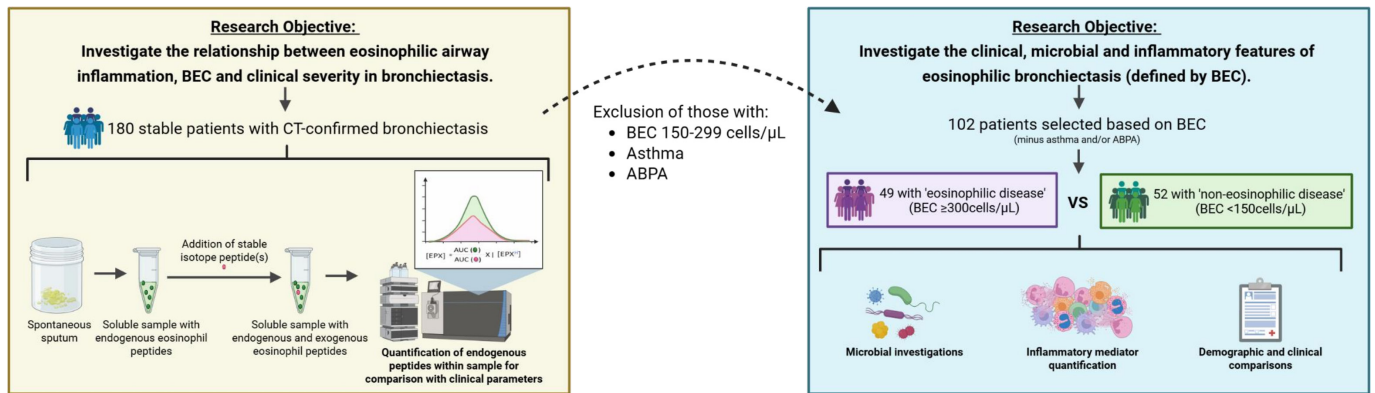 Research Objective:
Investigate the relationship between eosinophilic airway
inflammation, BEC and clinical severity in bronchiectasis.
180 stable patients with CT-confirmed bronchiectasis
Addition of stable
isotope peptide(s)
Spontaneous
sputum
Soluble sample with
endogenous eosinophil
peptides
Soluble sample with
endogenous and exogenous
eosinophil peptides
AUC
[EPX] = X [EPX
AUC
Quantification of endogenous
peptides within sample for
comparison with clinical parameters
Exclusion of those with:
• BEC 150-299 cells/μL
• Asthma
• ABPA
Research Objective:
Investigate the clinical, microbial and inflammatory features of
eosinophilic bronchiectasis (defined by BEC).
102 patients selected based on BEC
(minus asthma and/or ABPA)
49 with 'eosinophilic disease'
(BEC ≥300cells/μL)
VS
52 with 'non-eosinophilic disease'
(BEC <150cells/μL)
Microbial investigations
Inflammatory mediator
quantification
Demographic and clinical
comparisons